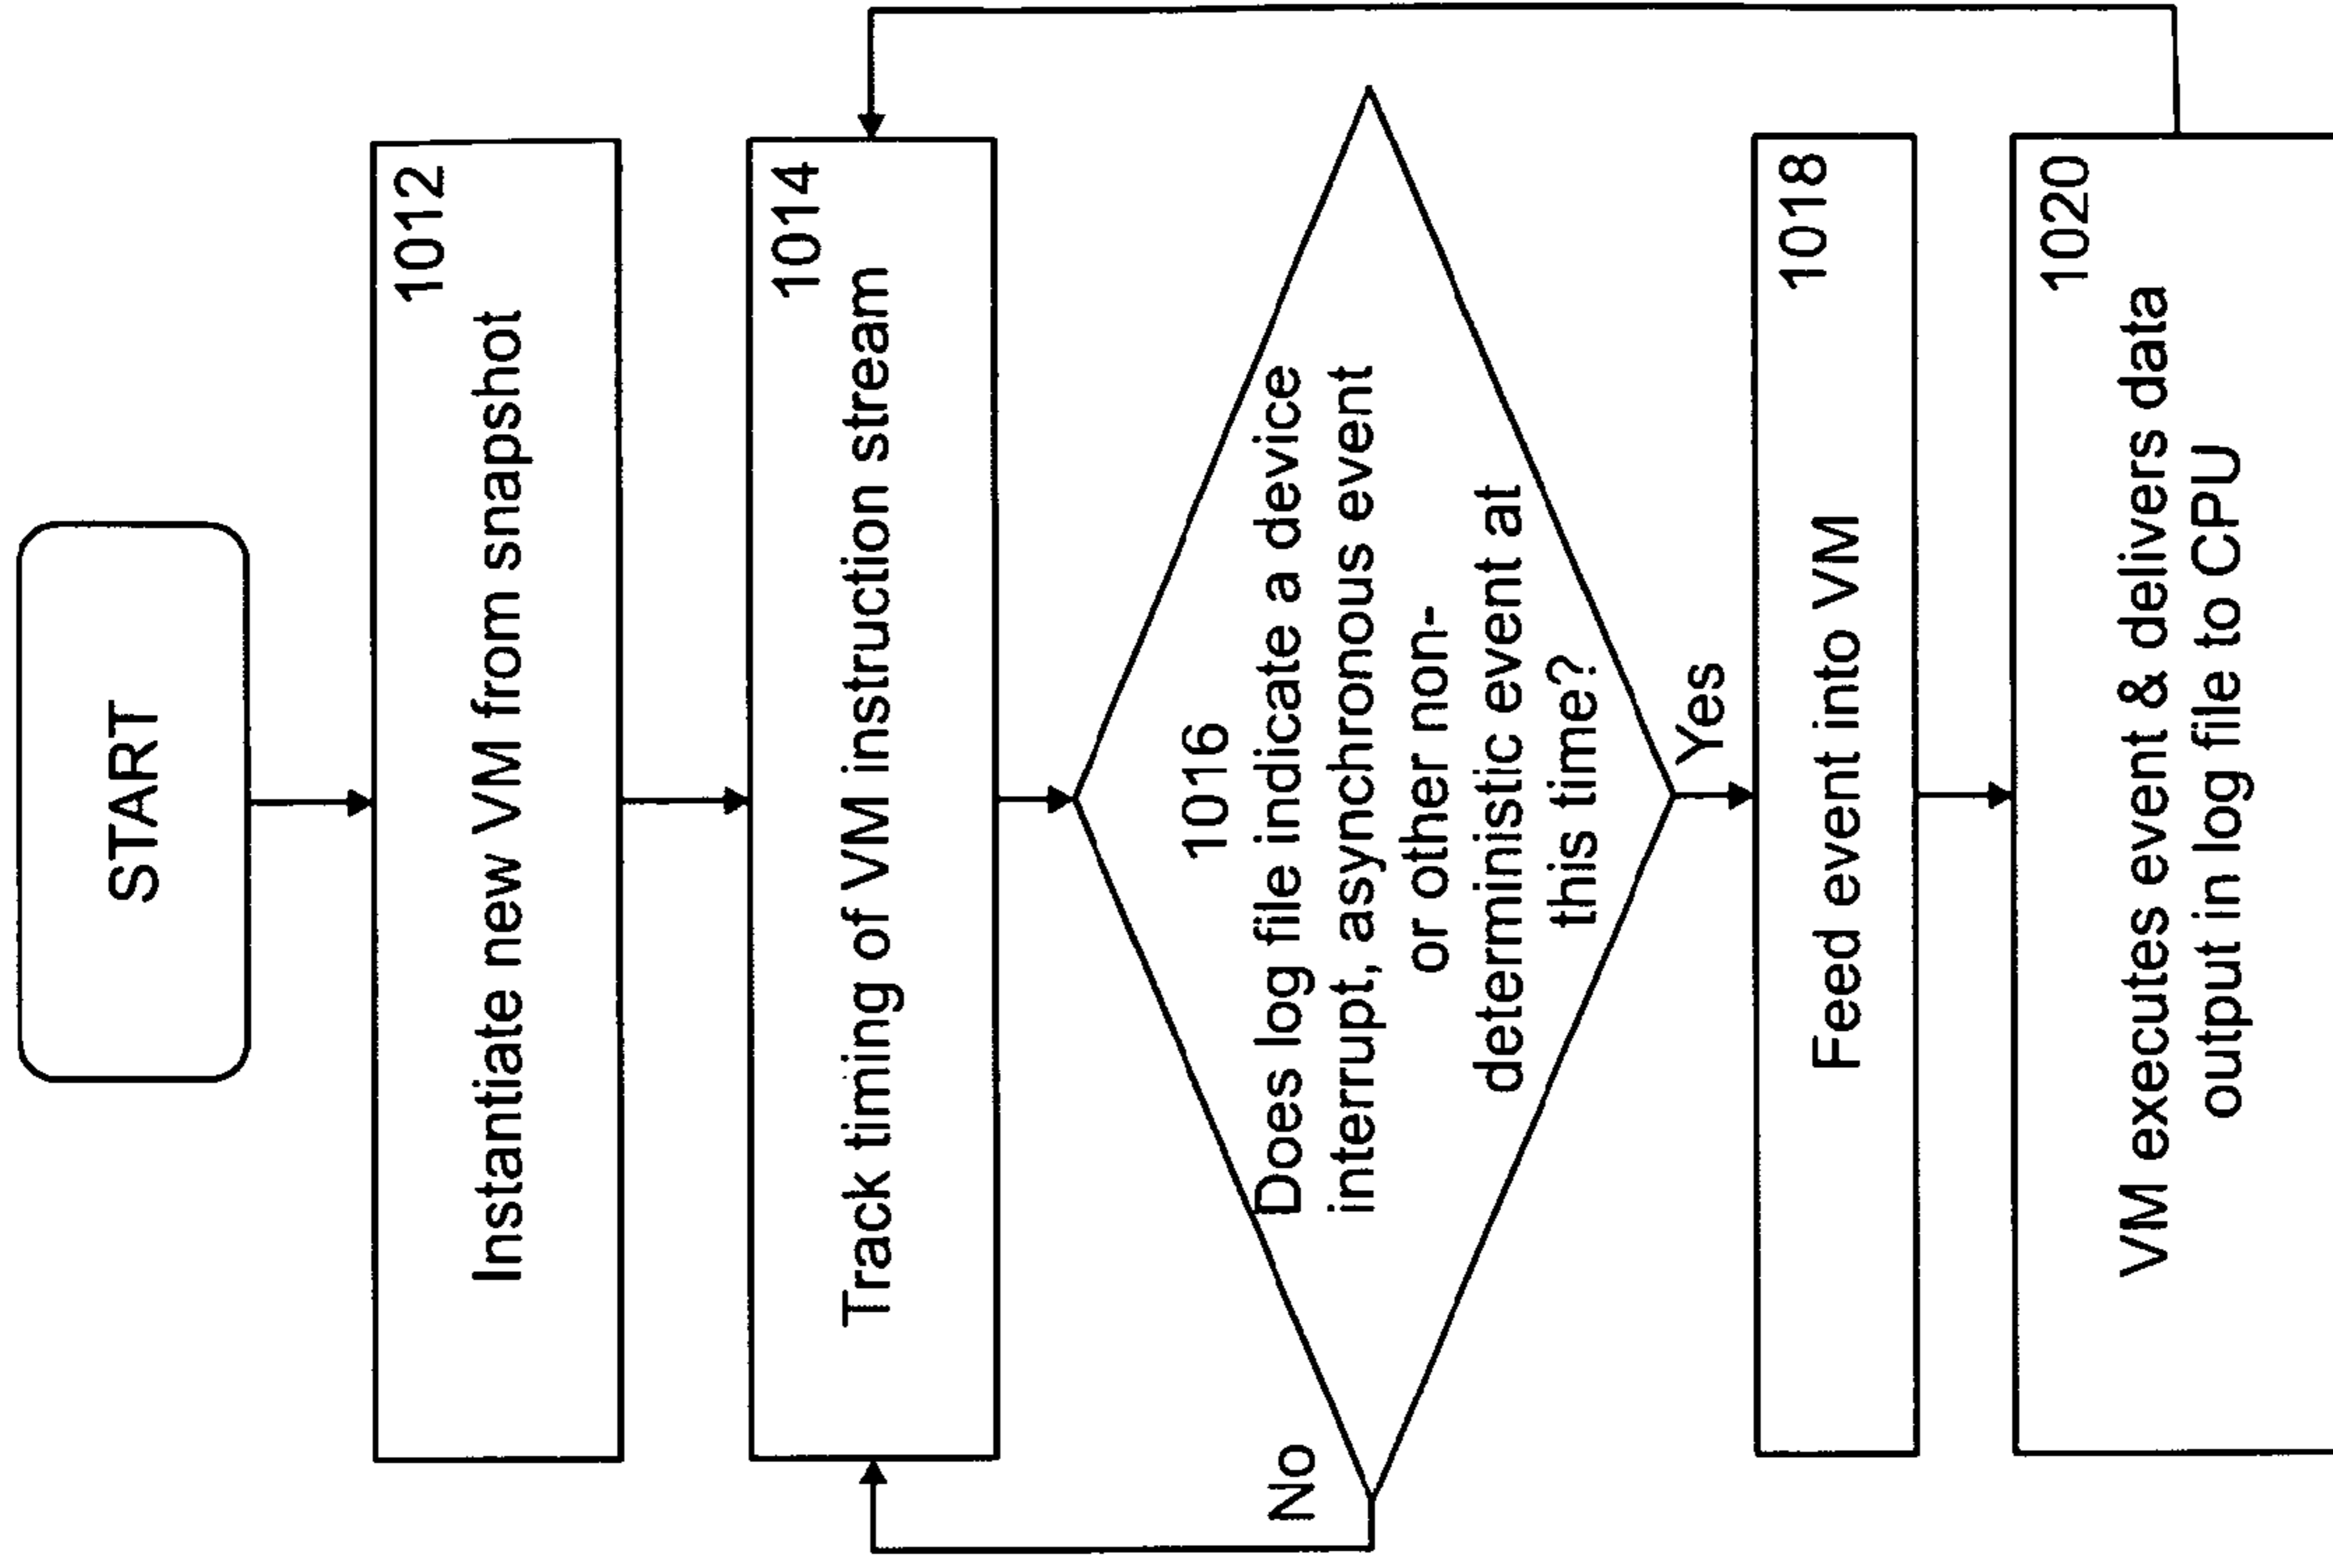 START
1012
Instantiate new VM from snapshot
1014
Track timing of VM instruction stream
1016
Does log file indicate a device
interrupt, asynchronous event
or other non-
deterministic event at
this time?
No
Yes
1018
Feed event into VM
1020
VM executes event & delivers data
output in log file to CPU